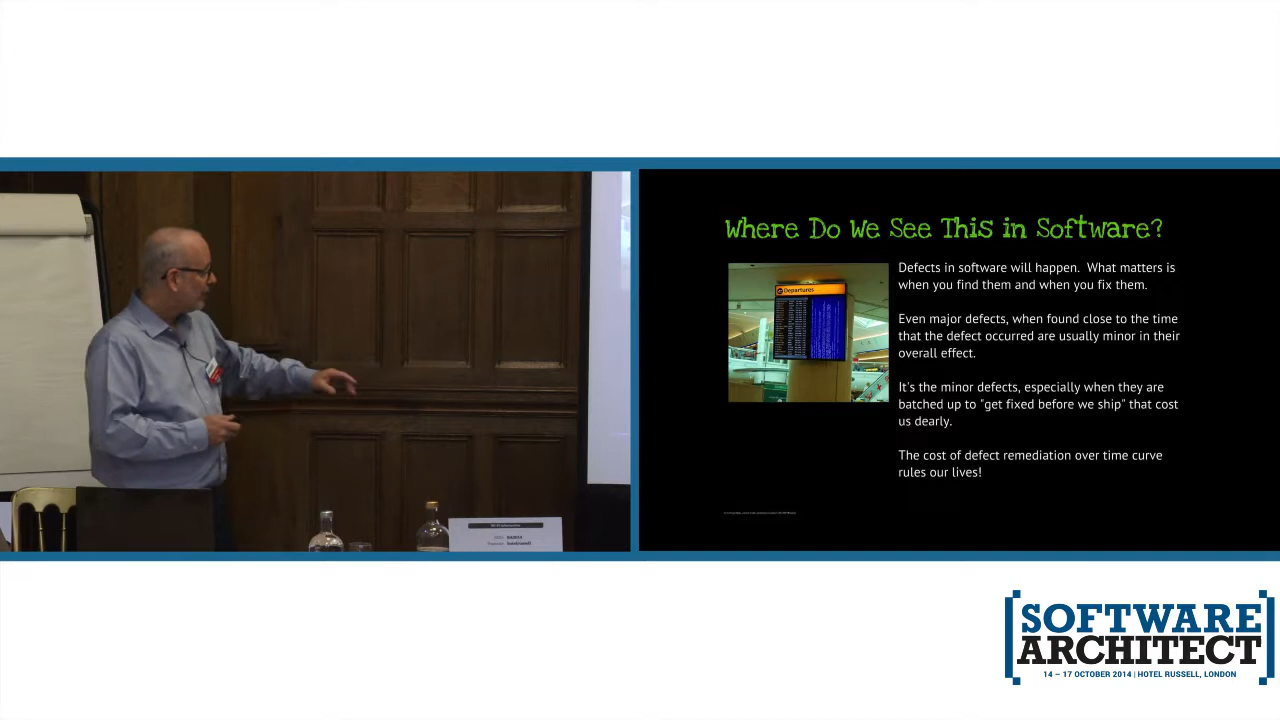 Where Do We See This in Software?
Departures
Defects in software will happen.  What matters is
when you find them and when you fix them.
Even major defects, when found close to the time
that the defect occurred are usually minor in their
overall effect.
It's the minor defects, especially when they are
batched up to "get fixed before we ship" that cost
us dearly.
The cost of defect remediation over time curve
rules our lives!
[SOFTWARE
ARCHITECT]
14 – 17 OCTOBER 2014 | HOTEL RUSSELL, LONDON